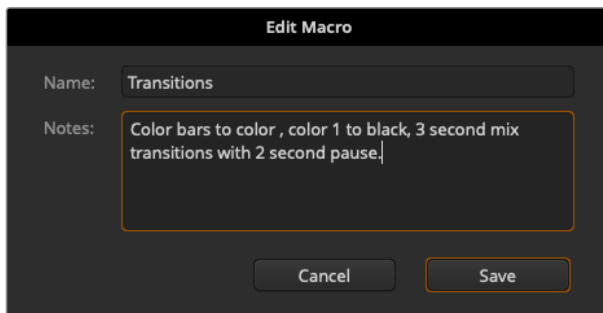 Edit Macro
Name: Transitions
Notes: Color bars to color , color 1 to black, 3 second mix
transitions with 2 second pause.
Cancel Save